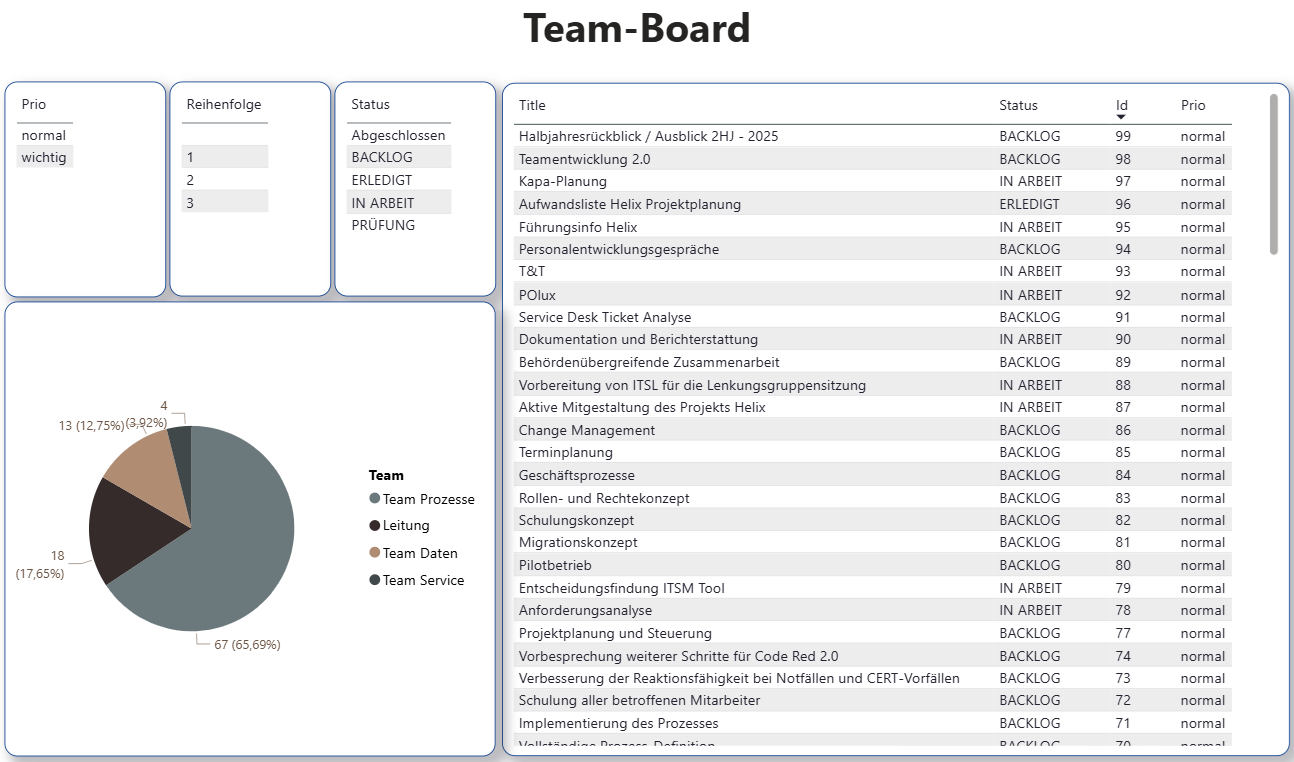 Team-Board
Prio
normal
wichtig
Reihenfolge
1
2
3
Status
Abgeschlossen
BACKLOG
ERLEDIGT
IN ARBEIT
PRÜFUNG
4
(3,92%)
13 (12,75%)
18
(17,65%)
67 (65,69%)
Team
Team Prozesse
Leitung
Team Daten
Team Service
Title Status Id Prio
Halbjahresrückblick / Ausblick 2HJ - 2025 BACKLOG 99 normal
Teamentwicklung 2.0 BACKLOG 98 normal
Kapa-Planung IN ARBEIT 97 normal
Aufwandsliste Helix Projektplanung ERLEDIGT 96 normal
Führungsinfo Helix IN ARBEIT 95 normal
Personalentwicklungsgespräche BACKLOG 94 normal
T&T IN ARBEIT 93 normal
POlux IN ARBEIT 92 normal
Service Desk Ticket Analyse BACKLOG 91 normal
Dokumentation und Berichterstattung IN ARBEIT 90 normal
Behördenübergreifende Zusammenarbeit BACKLOG 89 normal
Vorbereitung von ITSL für die Lenkungsgruppensitzung IN ARBEIT 88 normal
Aktive Mitgestaltung des Projekts Helix IN ARBEIT 87 normal
Change Management BACKLOG 86 normal
Terminplanung BACKLOG 85 normal
Geschäftsprozesse BACKLOG 84 normal
Rollen- und Rechtekonzept BACKLOG 83 normal
Schulungskonzept BACKLOG 82 normal
Migrationskonzept BACKLOG 81 normal
Pilotbetrieb BACKLOG 80 normal
Entscheidungsfindung ITSM Tool IN ARBEIT 79 normal
Anforderungsanalyse IN ARBEIT 78 normal
Projektplanung und Steuerung BACKLOG 77 normal
Vorbesprechung weiterer Schritte für Code Red 2.0 BACKLOG 74 normal
Verbesserung der Reaktionsfähigkeit bei Notfällen und CERT-Vorfällen BACKLOG 73 normal
Schulung aller betroffenen Mitarbeiter BACKLOG 72 normal
Implementierung des Prozesses BACKLOG 71 normal
Vollständige Prozess-Definition BACKLOG 70 normal